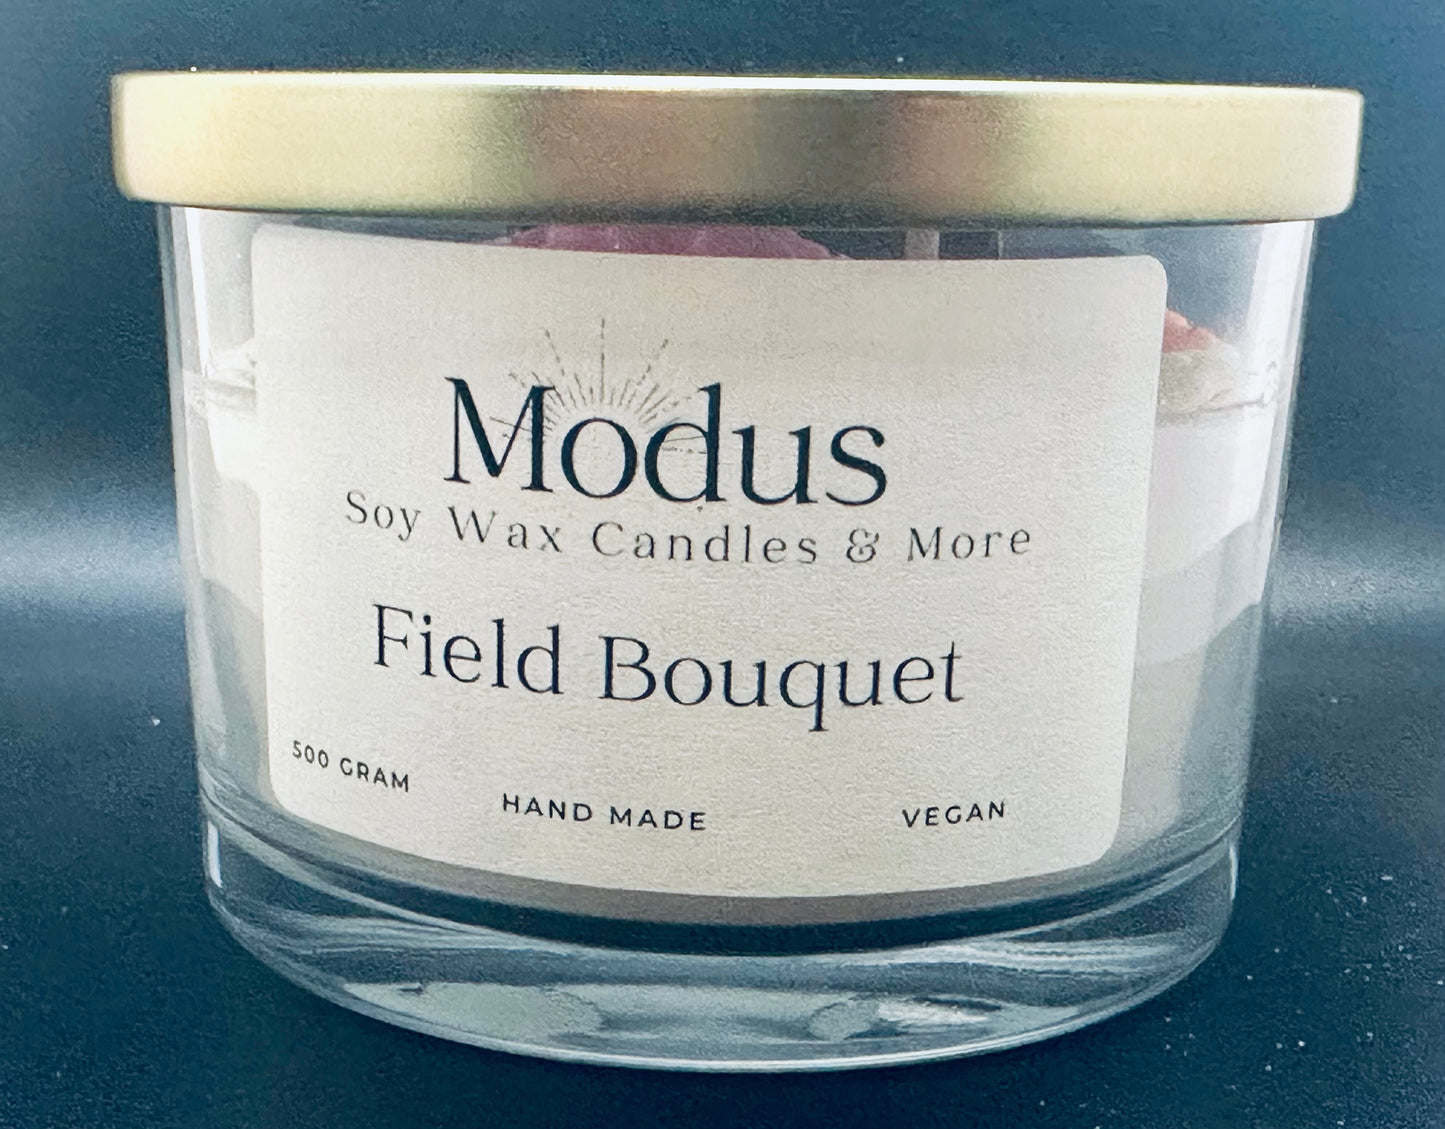 Modus
Soy Wax Candles & More
Field Bouquet
500 GRAM
HAND MADE
VEGAN